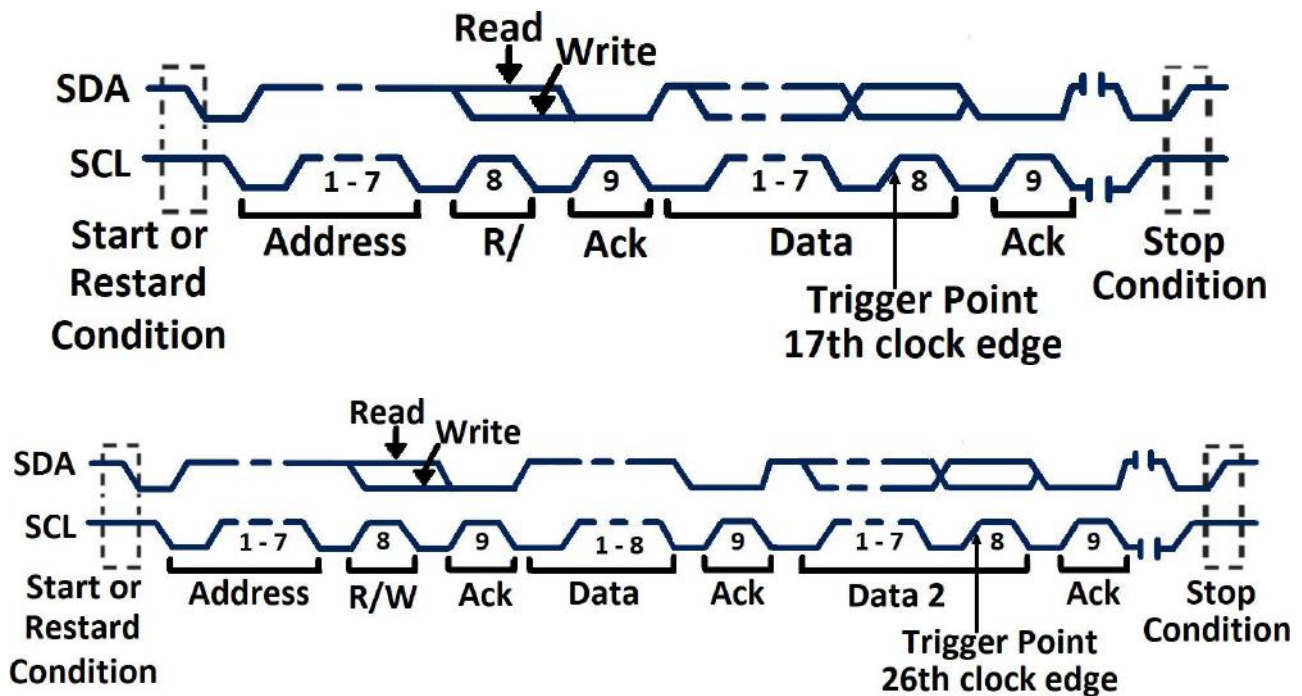 Read
Write
SDA
SCL
1 - 7
8
9
1 - 7
8
9
Start or
Restard
Condition
Address
R/
Ack
Data
Ack
Stop
Condition
Trigger Point
17th clock edge
Read
Write
SDA
SCL
1 - 7
8
9
1 - 8
9
1 - 7
8
9
Start or
Restard
Condition
Address
R/W
Ack
Data
Ack
Data 2
Ack
Stop
Condition
Trigger Point
26th clock edge